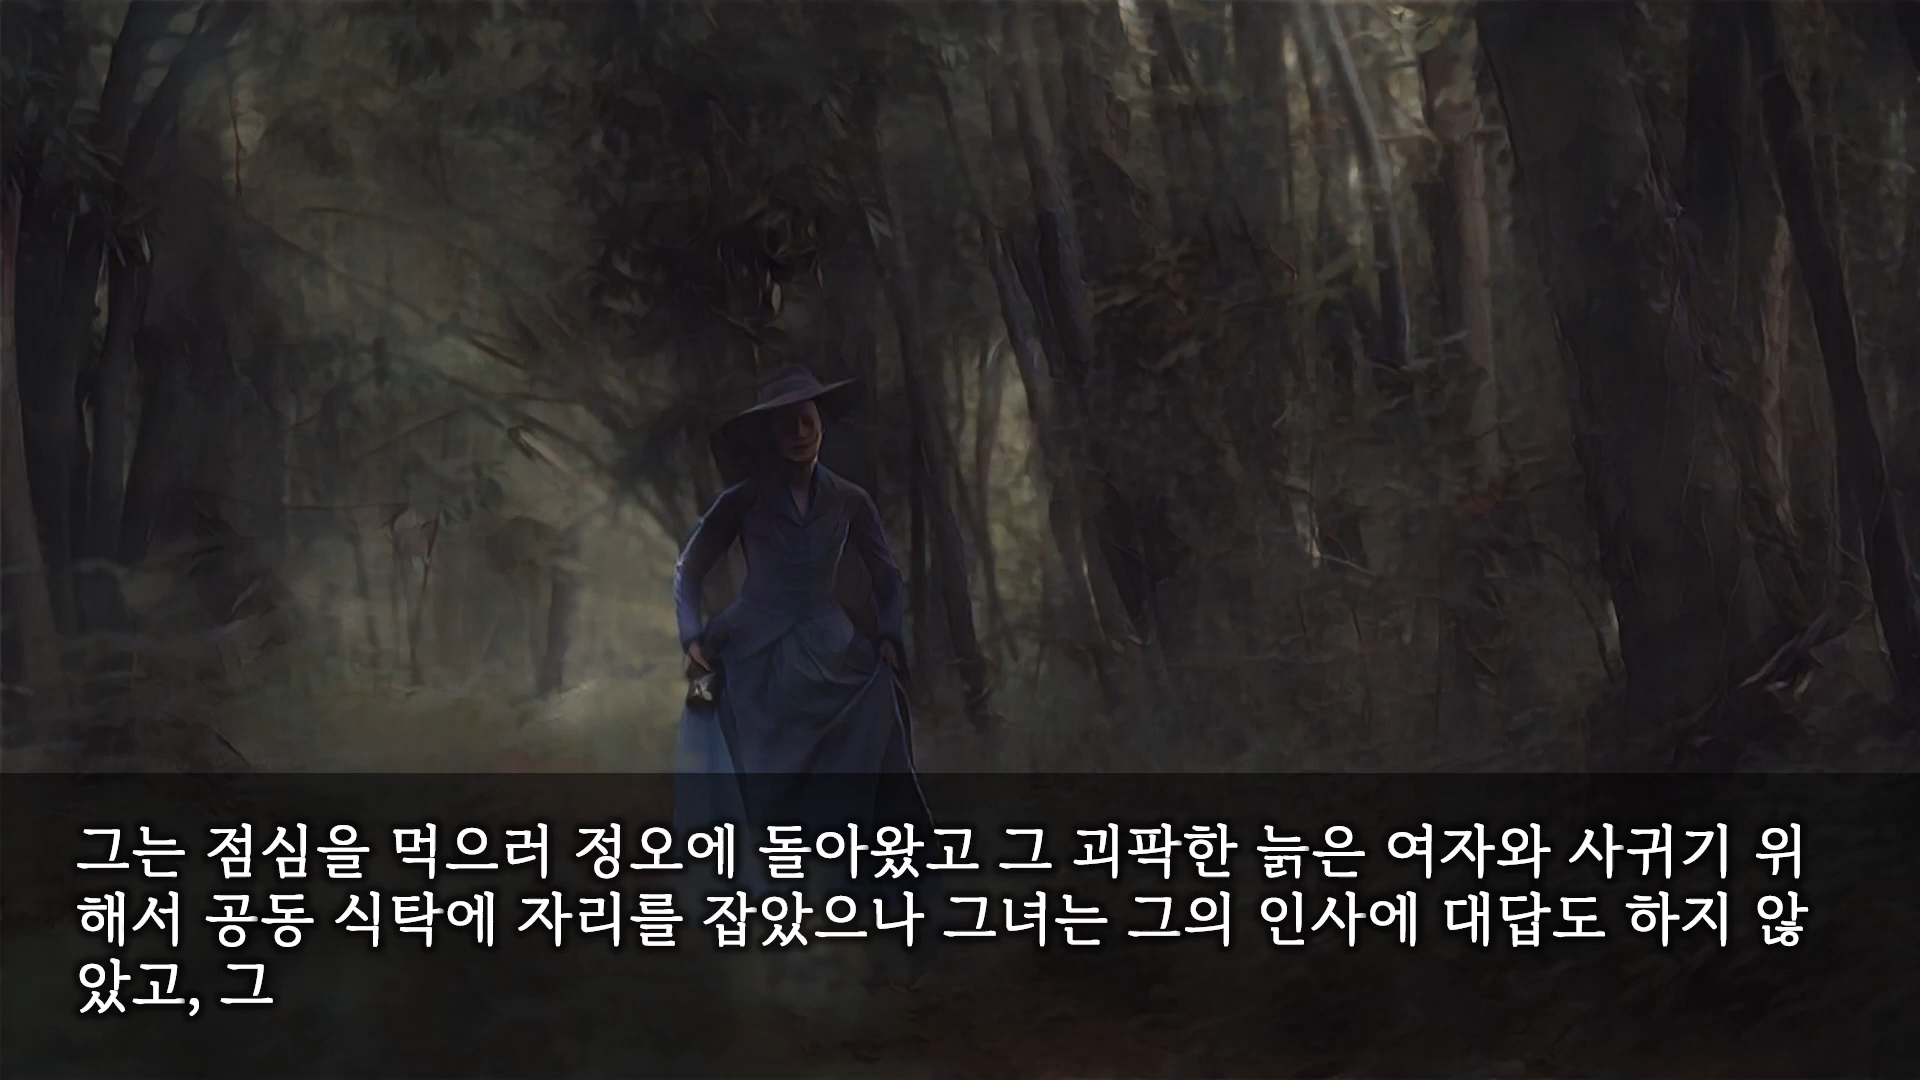 그는 점심을 먹으러 정오에 돌아왔고 그 괴팍한 늙은 여자와 사귀기 위
해서 공동 식탁에 자리를 잡았으나 그녀는 그의 인사에 대답도 하지 않
았고, 그